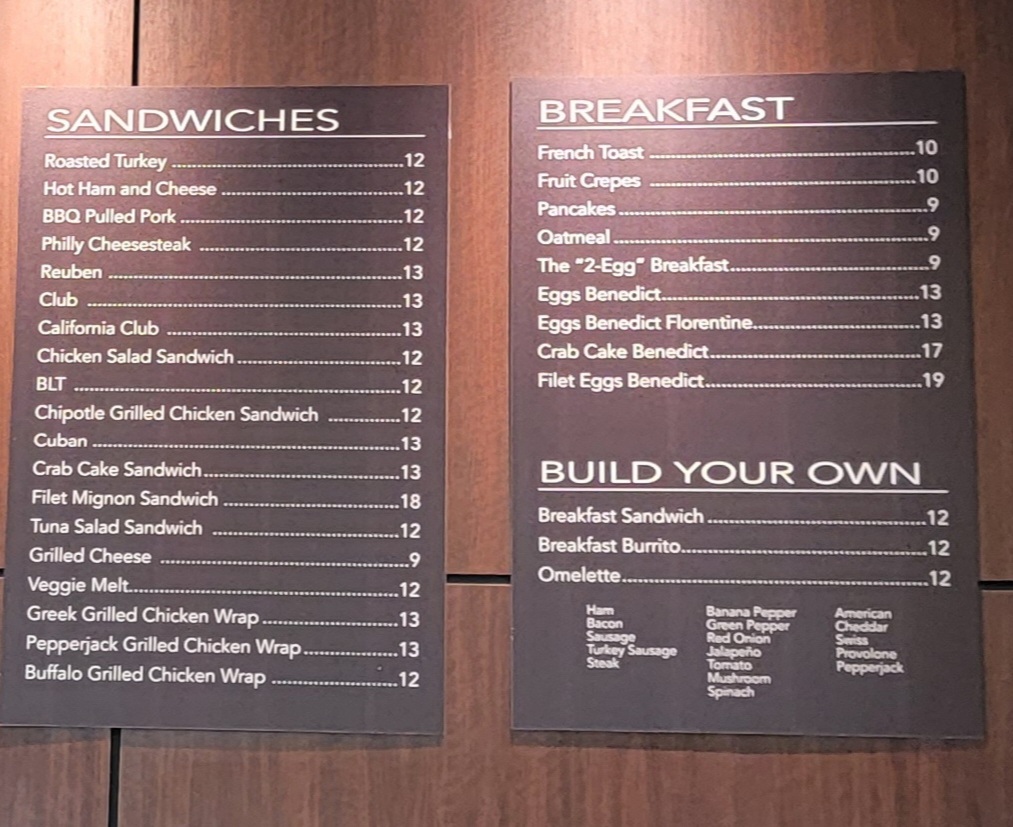 SANDWICHES
Roasted Turkey ........................................12
Hot Ham and Cheese ................................12
BBQ Pulled Pork .......................................12
Philly Cheesesteak ....................................12
Reuben ....................................................13
Club ........................................................13
California Club .........................................13
Chicken Salad Sandwich............................12
BLT .........................................................12
Chipotle Grilled Chicken Sandwich ............12
Cuban ......................................................13
Crab Cake Sandwich..................................13
Filet Mignon Sandwich ..............................18
Tuna Salad Sandwich .................................12
Grilled Cheese ...........................................9
Veggie Melt...............................................12
Greek Grilled Chicken Wrap .......................13
Pepperjack Grilled Chicken Wrap................13
Buffalo Grilled Chicken Wrap .....................12
BREAKFAST
French Toast .............................................10
Fruit Crepes .............................................10
Pancakes ...................................................9
Oatmeal ....................................................9
The "2-Egg" Breakfast.................................9
Eggs Benedict...........................................13
Eggs Benedict Florentine...........................13
Crab Cake Benedict...................................17
Filet Eggs Benedict....................................19
BUILD YOUR OWN
Breakfast Sandwich ...................................12
Breakfast Burrito.......................................12
Omelette..................................................12
Ham
Bacon
Sausage
Turkey Sausage
Steak
Banana Pepper
Green Pepper
Red Onion
Jalapeño
Tomato
Mushroom
Spinach
American
Cheddar
Swiss
Provolone
Pepperjack